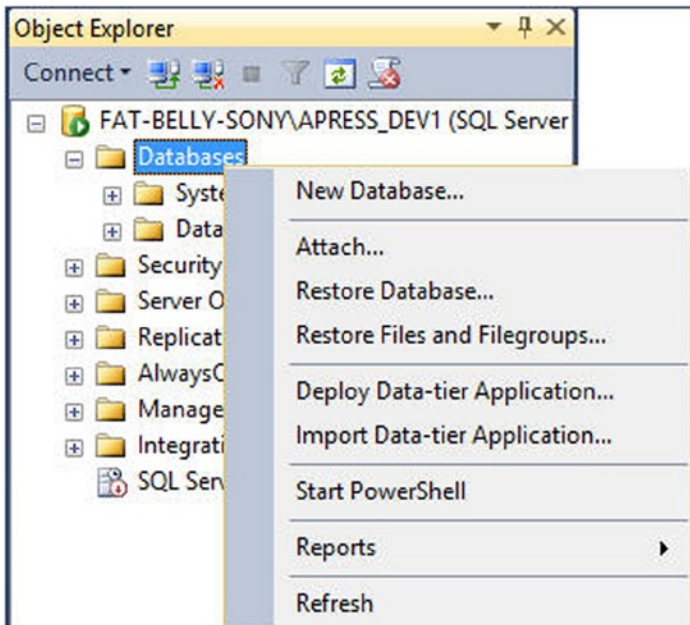 Object Explorer
Connect
FAT-BELLY-SONY\APRESS_DEV1 (SQL Server
Databases
Syste
Data
Security
Server O
Replicat
AlwaysO
Manage
Integrati
SQL Serv
New Database...
Attach...
Restore Database...
Restore Files and Filegroups...
Deploy Data-tier Application...
Import Data-tier Application...
Start PowerShell
Reports
Refresh